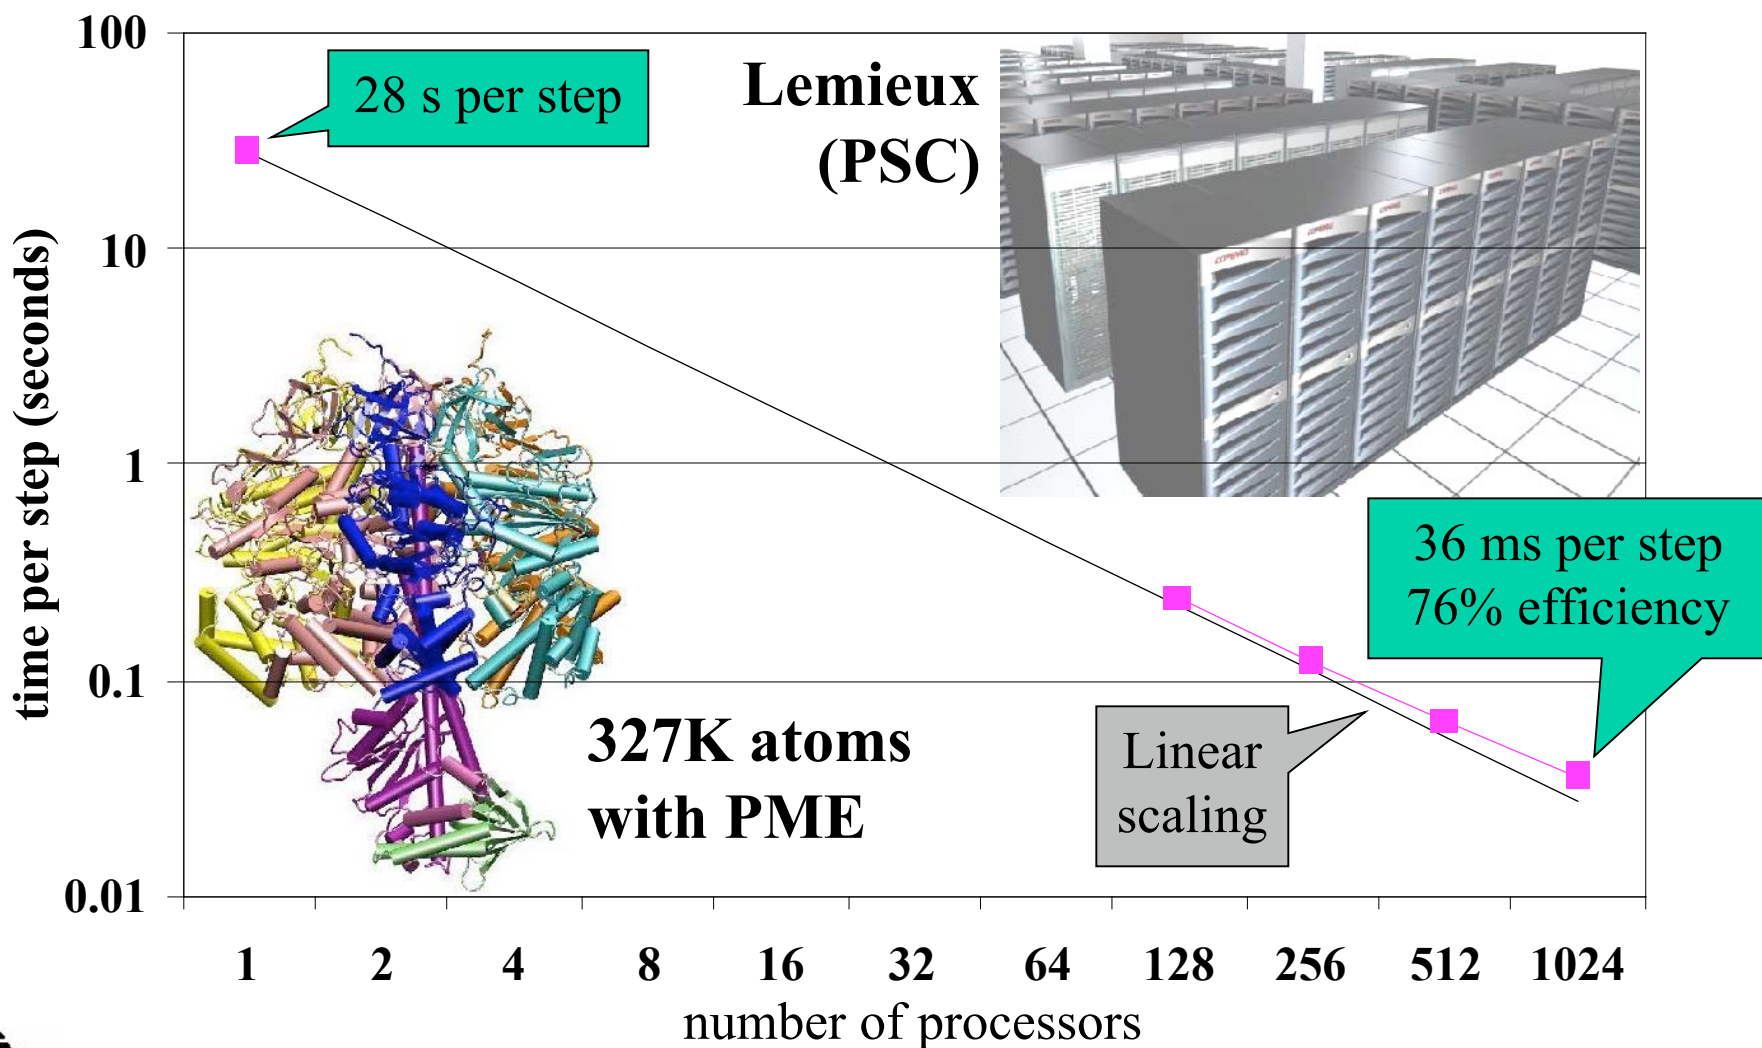 100
10
1
0.1
0.01
time per step (seconds)
28 s per step
Lemieux
(PSC)
COMPAQ
36 ms per step
76% efficiency
327K atoms
with PME
Linear
scaling
1 2 4 8 16 32 64 128 256 512 1024
number of processors